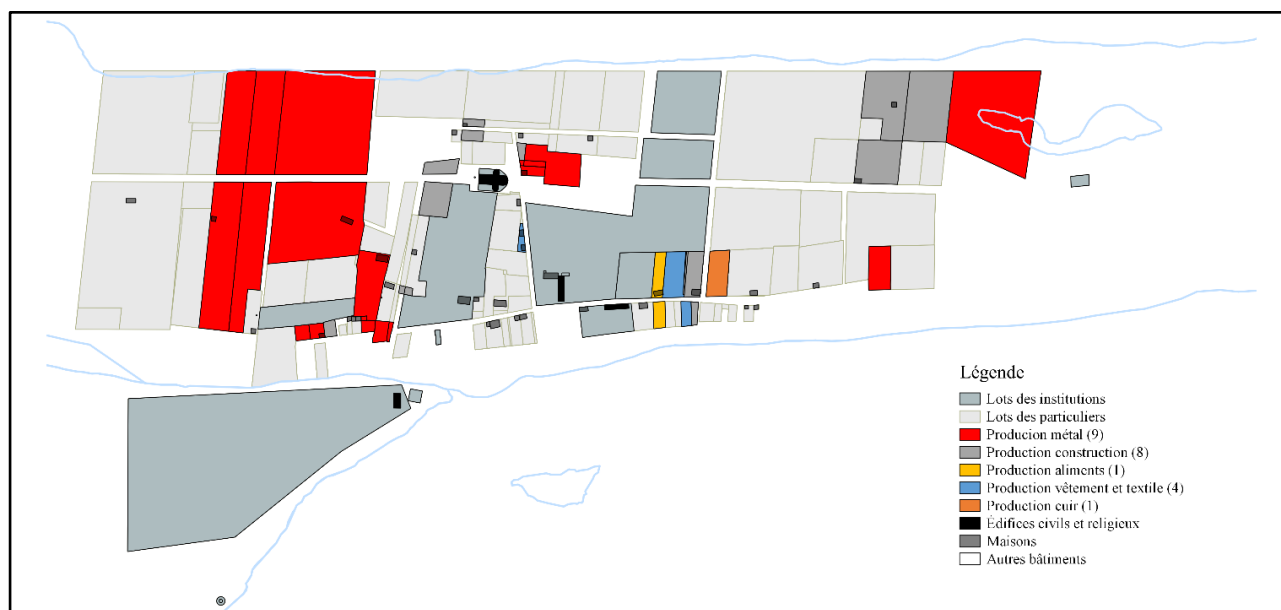 Légende
Lots des institutions
Lots des particuliers
Producion métal (9)
Production construction (8)
Production aliments (1)
Production vêtement et textile (4)
Production cuir (1)
Édifices civils et religieux
Maisons
Autres bâtiments